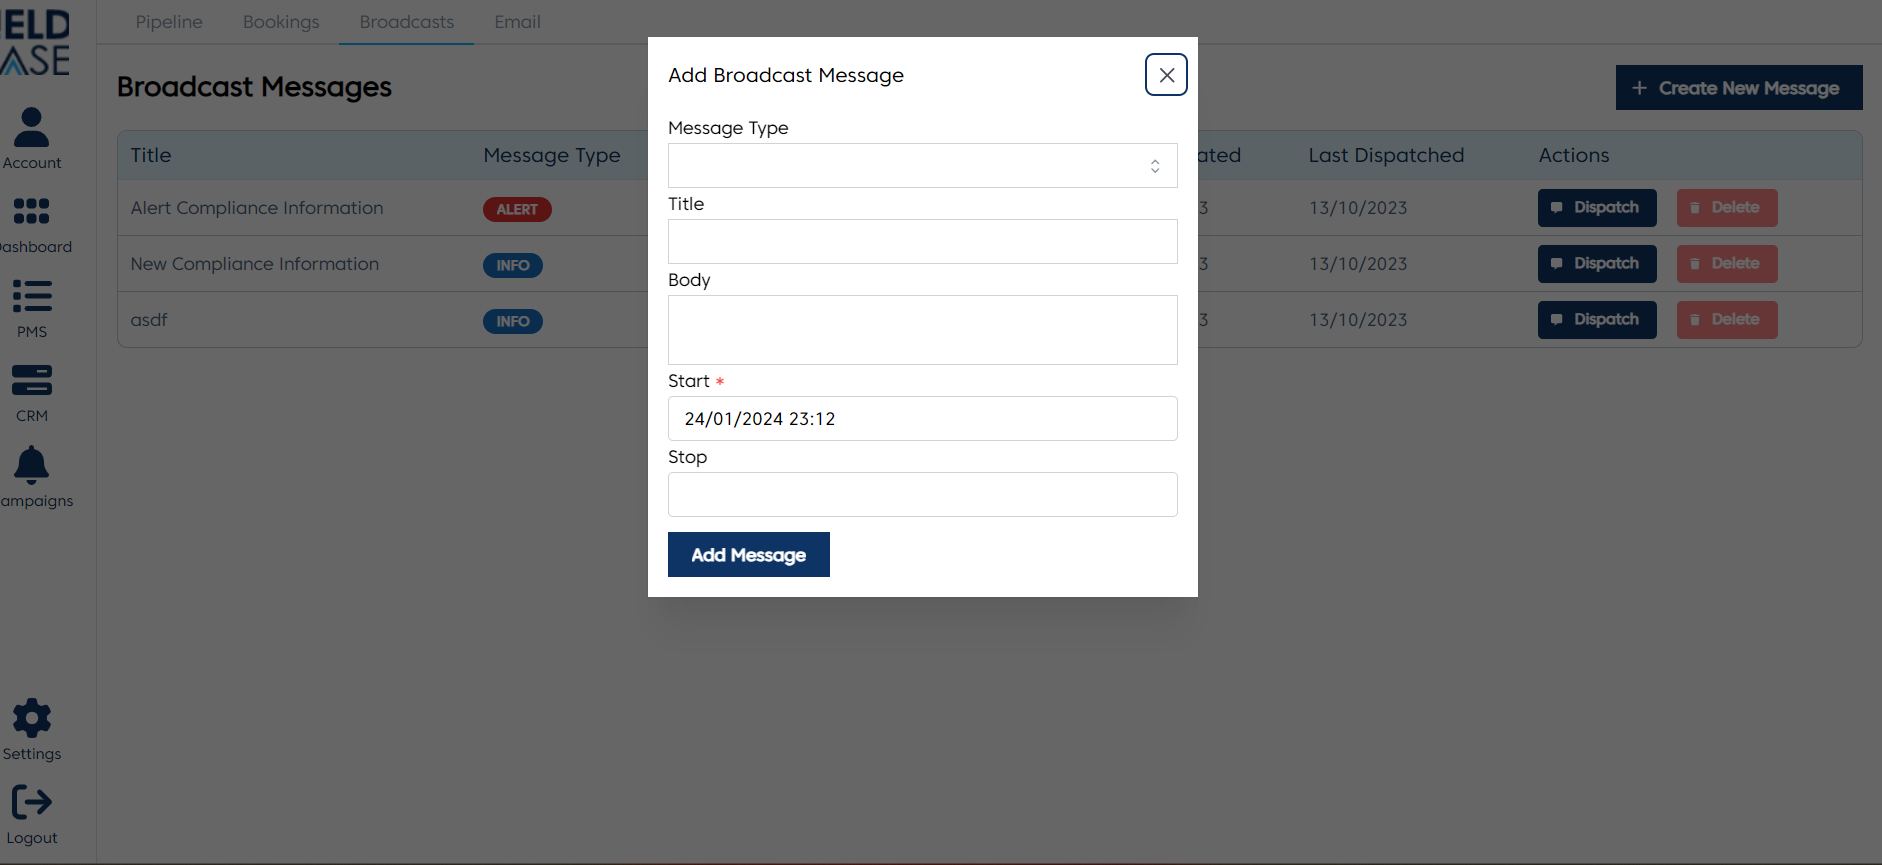 ELD
ASE
Pipeline Bookings Broadcasts Email
Broadcast Messages
+ Create New Message
Account
Dashboard
PMS
CRM
ampaigns
Settings
Logout
Title Message Type ated Last Dispatched Actions
Alert Compliance Information ALERT 3 13/10/2023 Dispatch Delete
New Compliance Information INFO 3 13/10/2023 Dispatch Delete
asdf INFO 3 13/10/2023 Dispatch Delete
Add Broadcast Message
Message Type
Title
Body
Start *
24/01/2024 23:12
Stop
Add Message